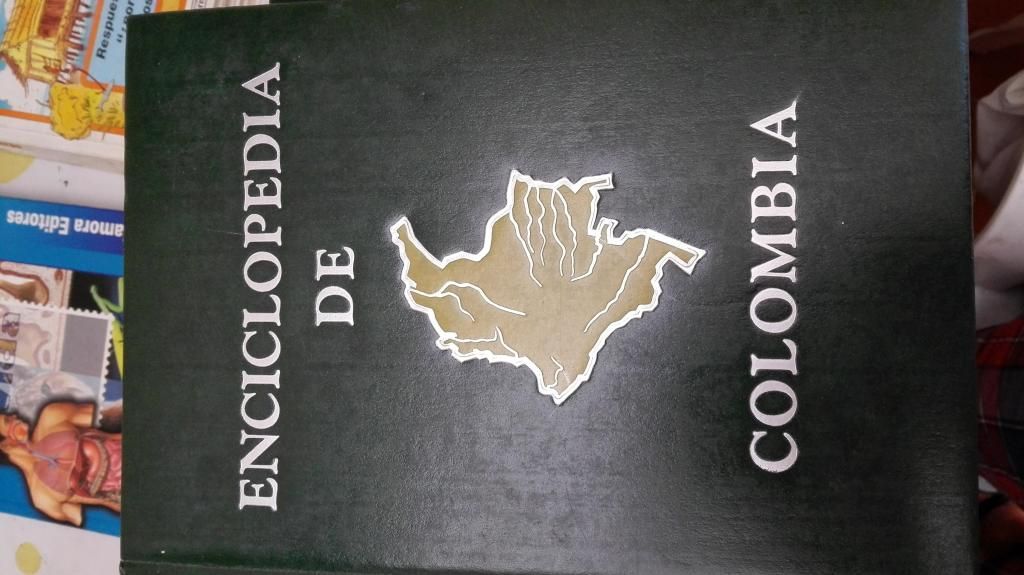 ENCICLOPEDIA
DE
COLOMBIA
amora Editores
Respues